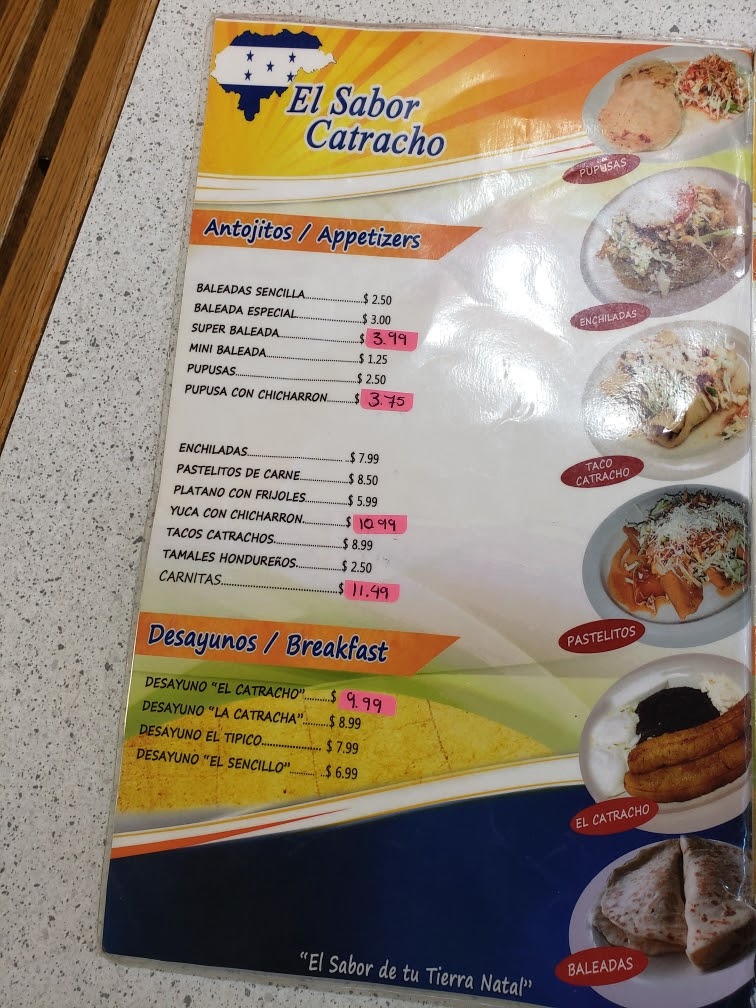 El Sabor
Catracho
PUPUSAS
Antojitos / Appetizers
BALEADAS SENCILLA....................$ 2.50
BALEADA ESPECIAL......................$ 3.00
SUPER BALEADA..........................$ 3.99
MINI BALEADA............................$ 1.25
PUPUSAS....................................$ 2.50
PUPUSA CON CHICHARRON.........$ 3.75
ENCHILADAS
ENCHILADAS.............................$ 7.99
PASTELITOS DE CARNE..............$ 8.50
PLATANO CON FRIJOLES.............$ 5.99
YUCA CON CHICHARRON.............$ 10.99
TACOS CATRACHOS....................$ 8.99
TAMALES HONDUREñOS..............$ 2.50
CARNITAS...................................$ 11.49
TACO
CATRACHO
PASTELITOS
Desayunos / Breakfast
DESAYUNO "EL CATRACHO"........$ 9.99
DESAYUNO "LA CATRACHA"........$ 8.99
DESAYUNO EL TIPICO.................. $ 7.99
DESAYUNO "EL SENCILLO"......... ..$ 6.99
EL CATRACHO
BALEADAS
"El Sabor de tu Tierra Natal"